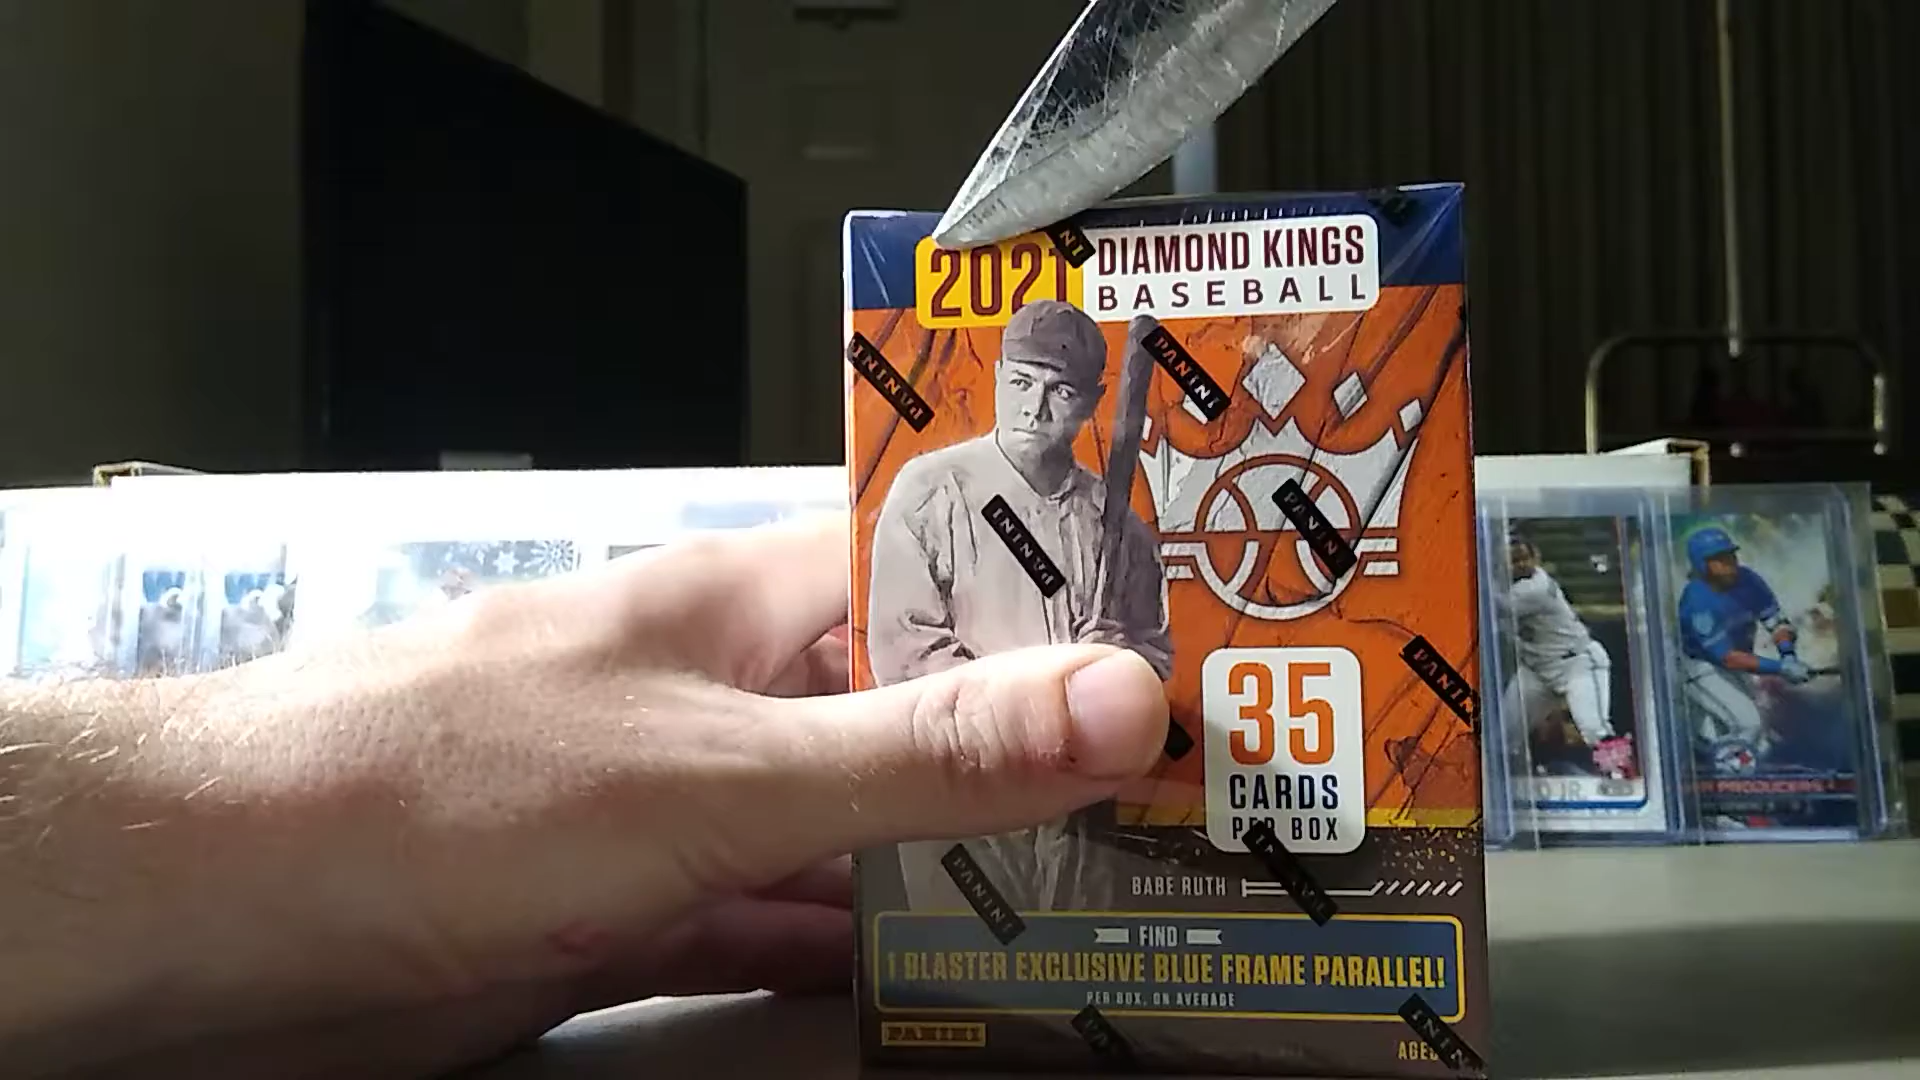 2021 DIAMOND KINGS
BASEBALL
PANINI
PANINI
PANINI
PANINI
PANINI
35
CARDS
PER BOX
BABE RUTH
PANINI
FIND
1 BLASTER EXCLUSIVE BLUE FRAME PARALLEL!
PER BOX, ON AVERAGE
PANINI